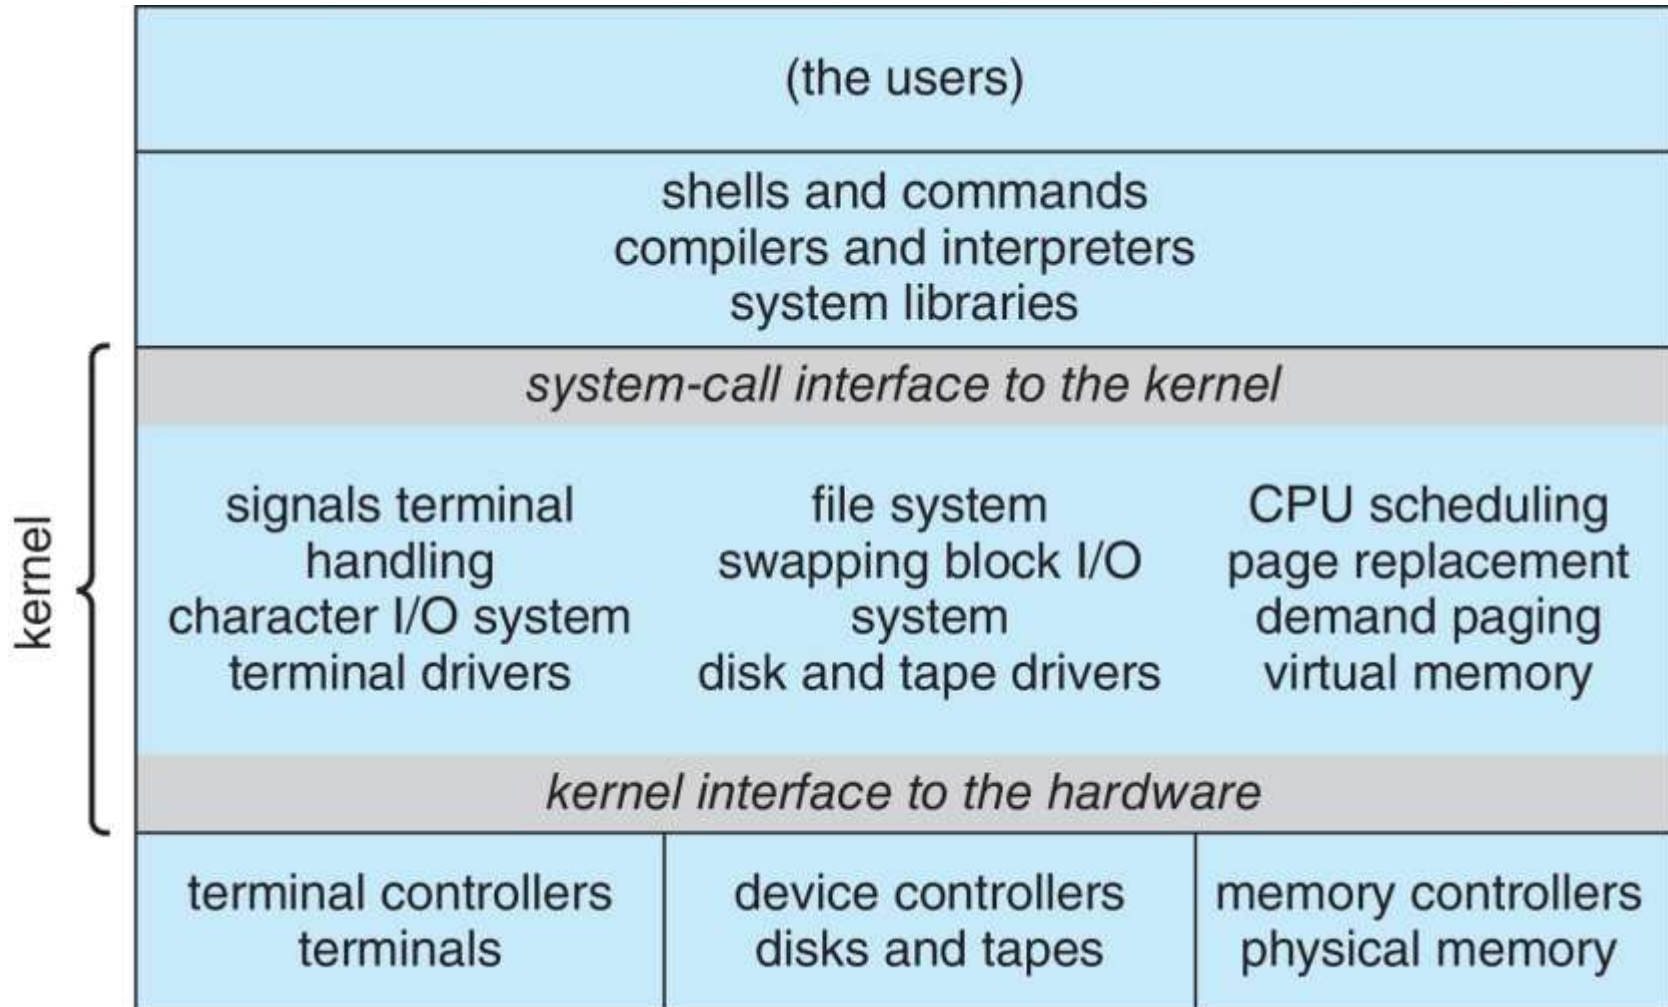 (the users)
shells and commands
compilers and interpreters
system libraries
system-call interface to the kernel
kernel
signals terminal
handling
character I/O system
terminal drivers
file system
swapping block I/O
system
disk and tape drivers
CPU scheduling
page replacement
demand paging
virtual memory
kernel interface to the hardware
terminal controllers
terminals
device controllers
disks and tapes
memory controllers
physical memory